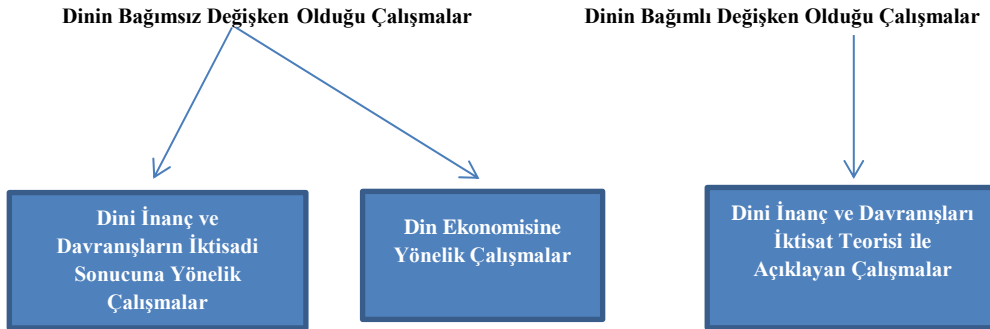 Dinin Bağımsız Değişken Olduğu Çalışmalar
Dinin Bağımlı Değişken Olduğu Çalışmalar
Dini İnanç ve
Davranışların İktisadi
Sonucuna Yönelik
Çalışmalar
Din Ekonomisine
Yönelik Çalışmalar
Dini İnanç ve Davranışları
İktisat Teorisi ile
Açıklayan Çalışmalar